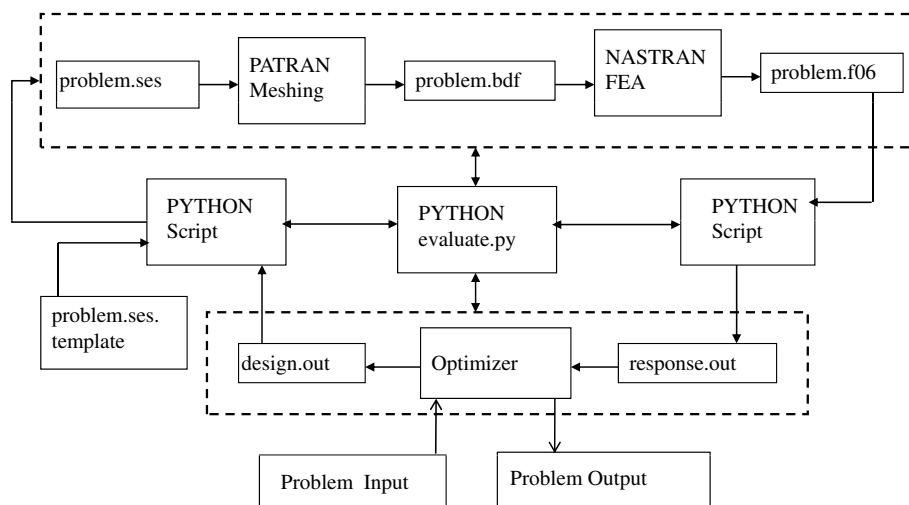 problem.ses
PATRAN
Meshing
problem.bdf
NASTRAN
FEA
problem.f06
PYTHON
Script
PYTHON
evaluate.py
PYTHON
Script
problem.ses.
template
design.out
Optimizer
response.out
Problem Input
Problem Output